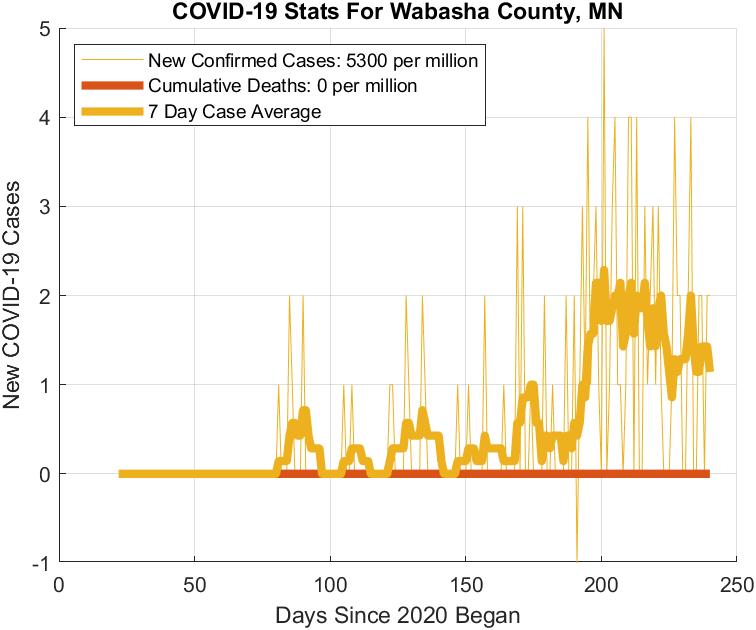 COVID-19 Stats For Wabasha County, MN
New Confirmed Cases: 5300 per million
Cumulative Deaths: 0 per million
7 Day Case Average
New COVID-19 Cases
5
4
3
2
1
0
-1
0 50 100 150 200 250
Days Since 2020 Began